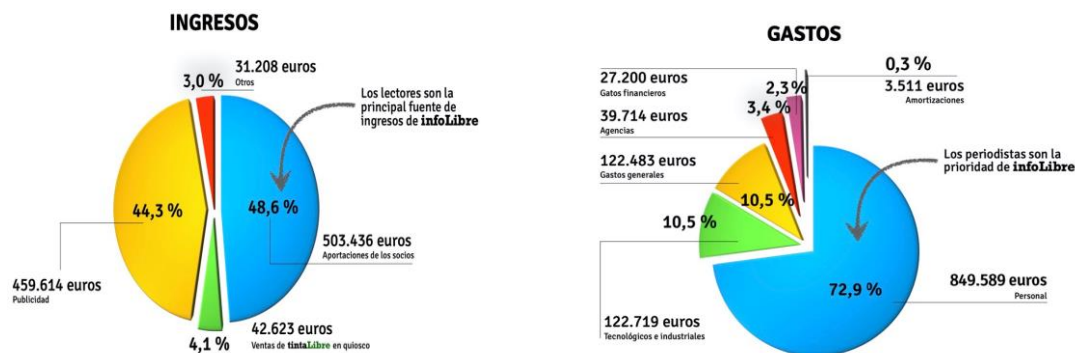 INGRESOS
31.208 euros
Otros
3,0 %
Los lectores son la
principal fuente de
ingresos de infoLibre
44,3 %
48,6 %
503.436 euros
Aportaciones de los socios
459.614 euros
Publicidad
42.623 euros
Ventas de tintaLibre en quiosco
4,1 %
GASTOS
0,3 %
3.511 euros
Amortizaciones
27.200 euros
Gatos financieros
2,3 %
3,4 %
39.714 euros
Agencias
122.483 euros
Gastos generales
Los periodistas son la
prioridad de infoLibre
10,5 %
10,5 %
72,9 %
849.589 euros
Personal
122.719 euros
Tecnológicos e industriales